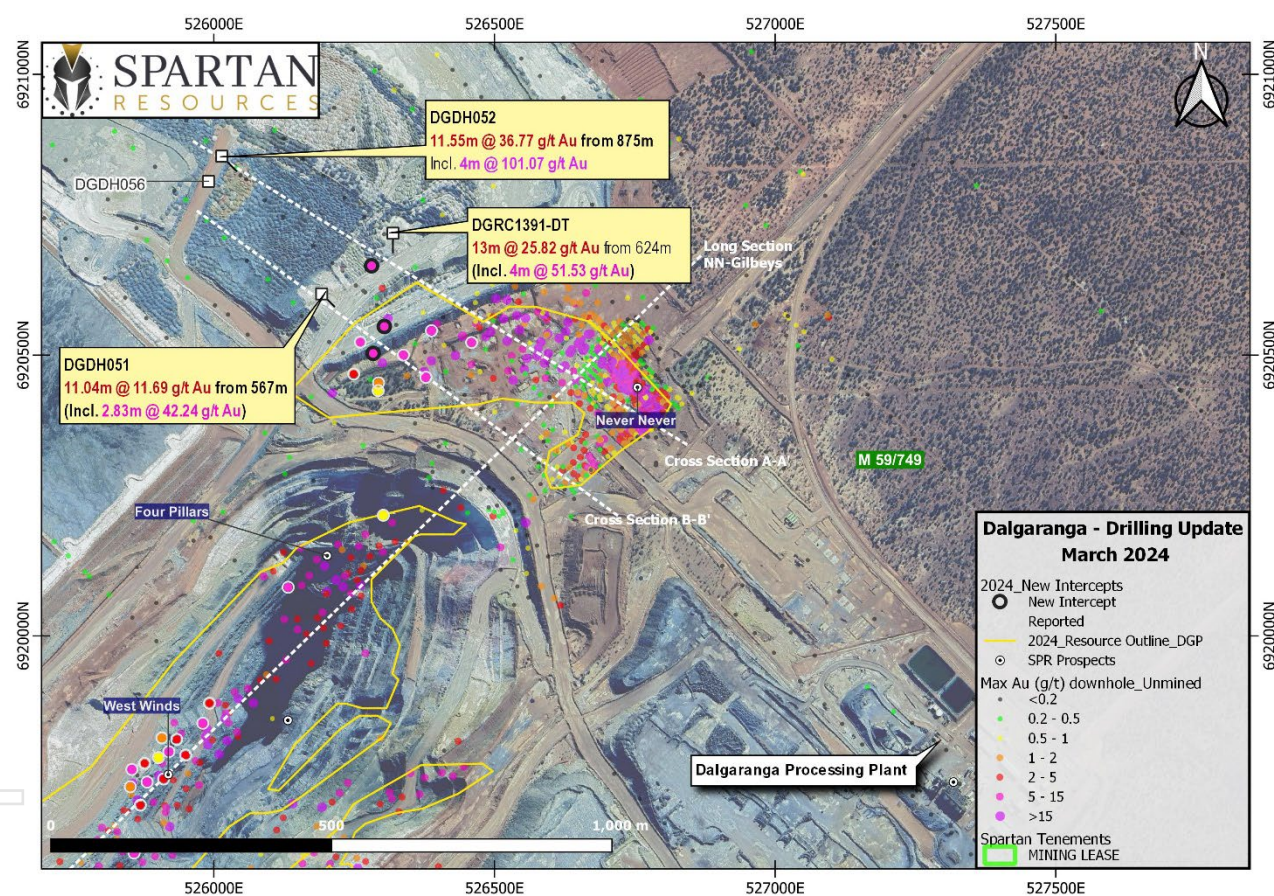 526000E
526500E
527000E
527500E
6921000N
6921000N
SPARTAN
RESOURCES
N
DGDH052
11.55m @ 36.77 g/t Au from 875m
Incl. 4m @ 101.07 g/t Au
DGDH056
DGRC1391-DT
13m @ 25.82 g/t Au from 624m
(Incl. 4m @ 51.53 g/t Au)
Long Section
NN-Gilbeys
6920500N
6920500N
DGDH051
11.04m @ 11.69 g/t Au from 567m
(Incl. 2.83m @ 42.24 g/t Au)
Never Never
M 59/749
Cross Section A-A'
Cross Section B-B'
Four Pillars
6920000N
6920000N
West Winds
Dalgaranga Processing Plant
Dalgaranga - Drilling Update
March 2024
2024_New Intercepts
New Intercept
Reported
2024_Resource Outline_DGP
SPR Prospects
Max Au (g/t) downhole_Unmined
<0.2
0.2 - 0.5
0.5 - 1
1 - 2
2 - 5
5 - 15
>15
Spartan Tenements
MINING LEASE
0
500
1,000 m
526000E
526500E
527000E
527500E